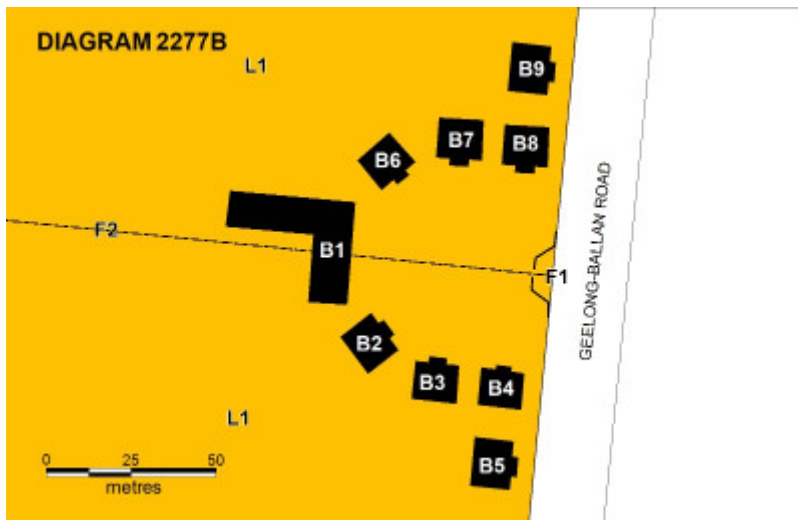 DIAGRAM 2277B
L1
B9
B7
B8
B6
F2
B1
F1
GEELONG-BALLAN ROAD
B2
B3
B4
L1
B5
0 25 50
metres